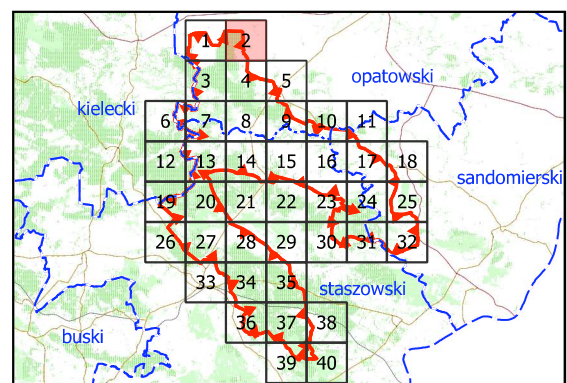 1 2
3 4 5
opatowski
kielecki
6 7 8 9 10 11
12 13 14 15 16 17 18
sandomierski
19 20 21 22 23 24 25
26 27 28 29 30 31 32
33 34 35
staszowski
36 37 38
buski
39 40